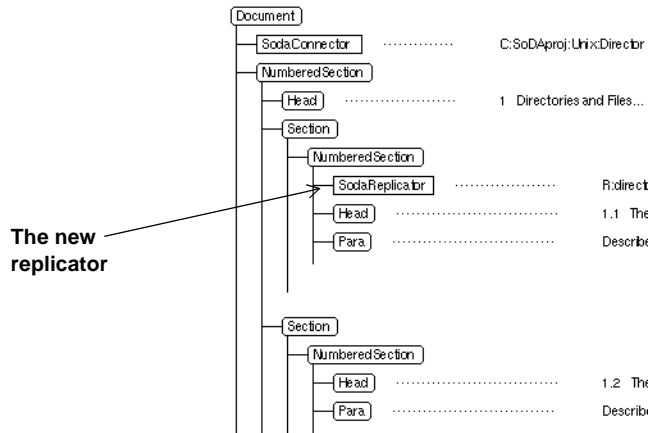 Document
SodaConnector C:SoDAproj:Unix:Director
NumberedSection
Head 1 Directories and Files...
Section
NumberedSection
SodaReplicator R:direct
Head 1.1 The
Para Describe
The new
replicator
Section
NumberedSection
Head 1.2 The
Para Describe